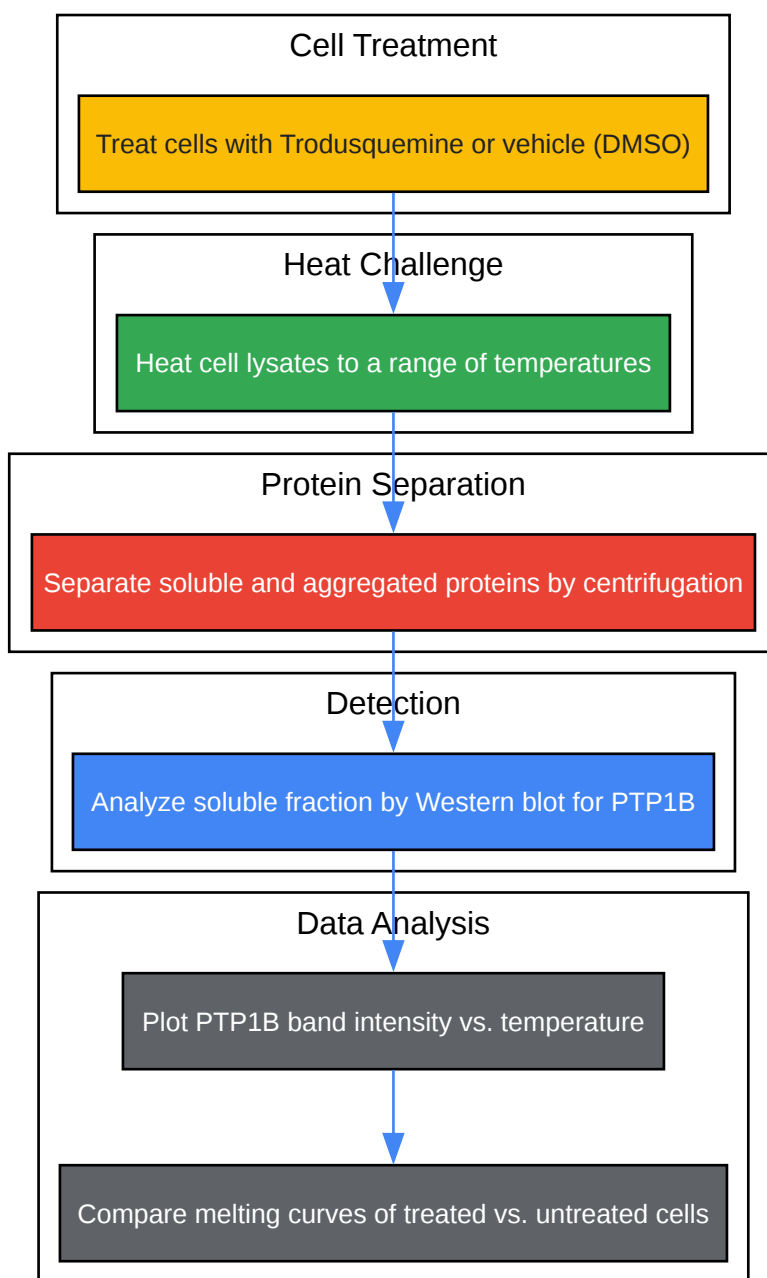 Cell Treatment
Treat cells with Trodusquemine or vehicle (DMSO)
Heat Challenge
Heat cell lysates to a range of temperatures
Protein Separation
Separate soluble and aggregated proteins by centrifugation
Detection
Analyze soluble fraction by Western blot for PTP1B
Data Analysis
Plot PTP1B band intensity vs. temperature
Compare melting curves of treated vs. untreated cells